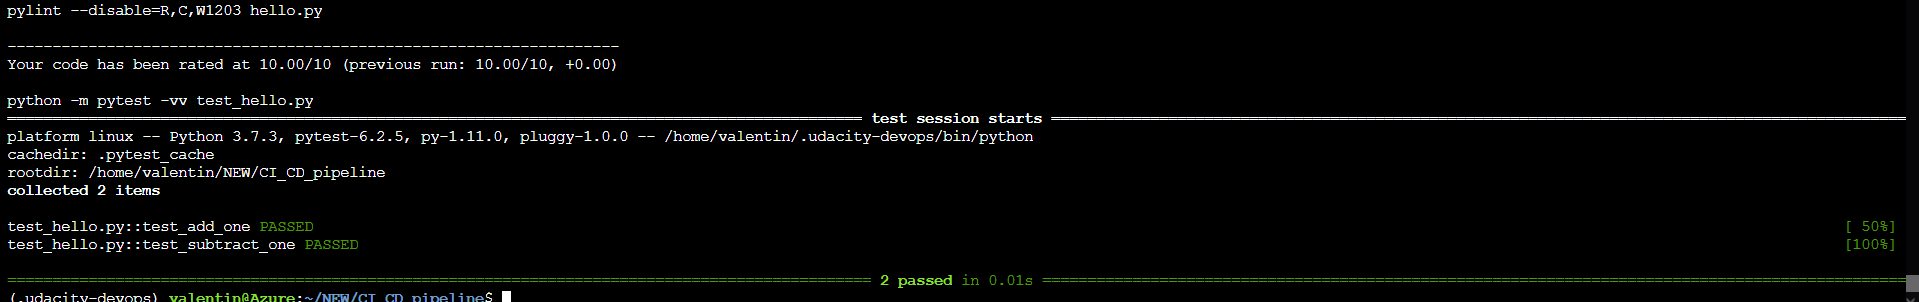 pylint --disable=R,C,W1203 hello.py
--------------------------------------------------------------------
Your code has been rated at 10.00/10 (previous run: 10.00/10, +0.00)
python -m pytest -vv test_hello.py
=============================================================================================== test session starts ===============================================================================================
platform linux -- Python 3.7.3, pytest-6.2.5, py-1.11.0, pluggy-1.0.0 -- /home/valentin/.udacity-devops/bin/python
cachedir: .pytest_cache
rootdir: /home/valentin/NEW/CI_CD_pipeline
collected 2 items
test_hello.py::test_add_one PASSED [ 50%]
test_hello.py::test_subtract_one PASSED [100%]
================================================================================================ 2 passed in 0.01s ================================================================================================
(.udacity-devops) valentin@Azure:~/NEW/CI_CD_pipeline$